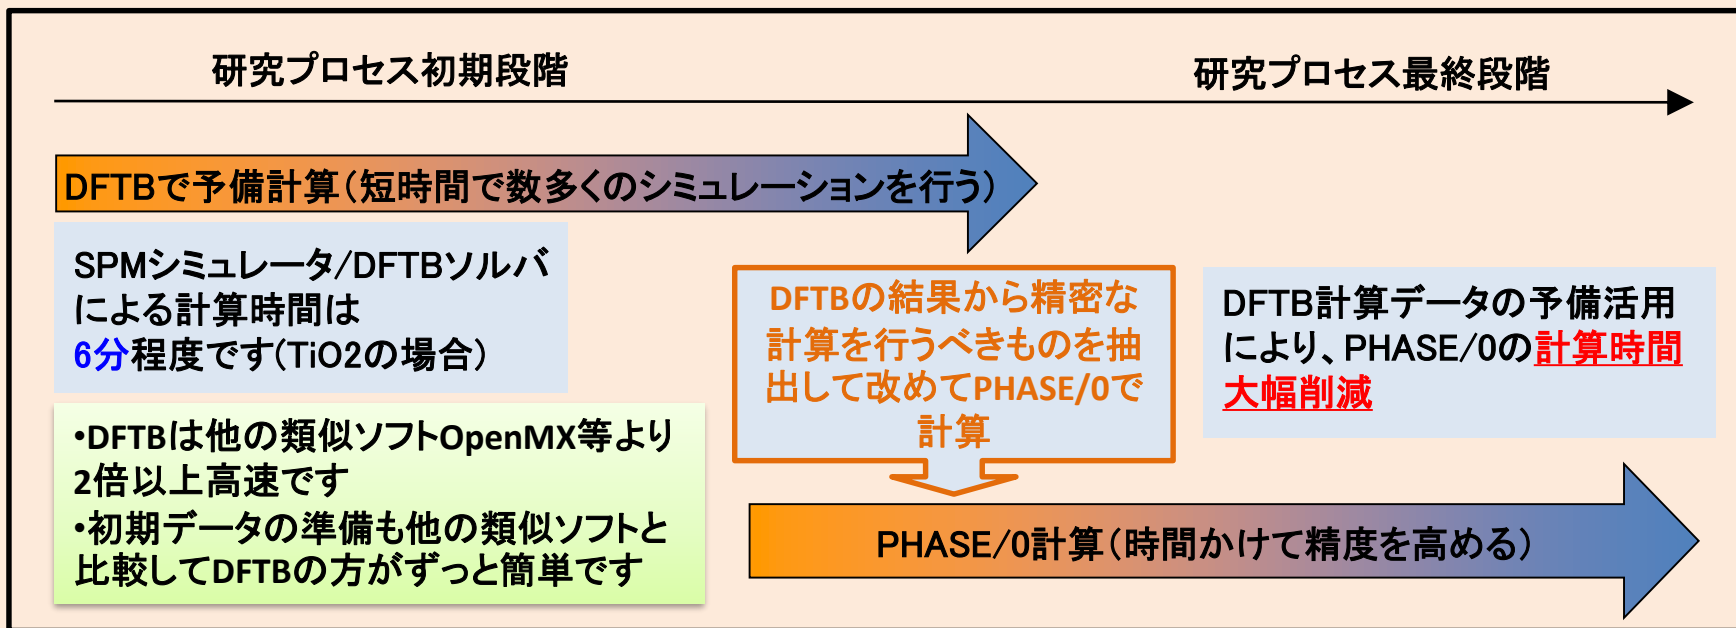 研究プロセス初期段階
研究プロセス最終段階
DFTBで予備計算(短時間で数多くのシミュレーションを行う)
SPMシミュレータ/DFTBソルバ
による計算時間は
6分程度です(TiO2の場合)
•DFTBは他の類似ソフトOpenMX等より
2倍以上高速です
•初期データの準備も他の類似ソフトと
比較してDFTBの方がずっと簡単です
DFTBの結果から精密な
計算を行うべきものを抽
出して改めてPHASE/0で
計算
DFTB計算データの予備活用
により、PHASE/0の計算時間
大幅削減
PHASE/0計算(時間かけて精度を高める)